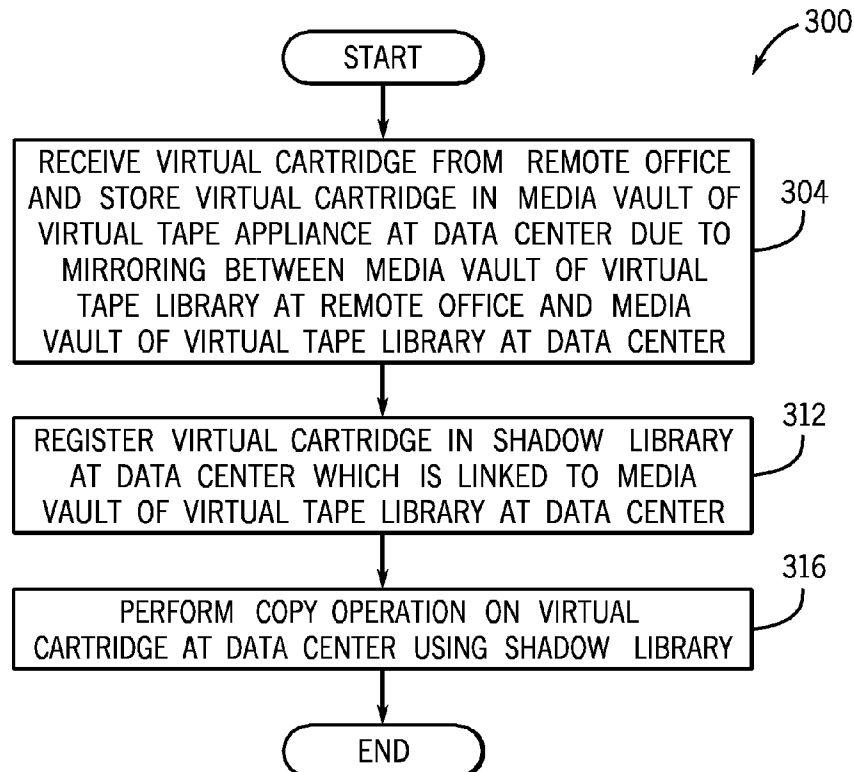 300
START
RECEIVE VIRTUAL CARTRIDGE FROM REMOTE OFFICE
AND STORE VIRTUAL CARTRIDGE IN MEDIA VAULT OF
VIRTUAL TAPE APPLIANCE AT DATA CENTER DUE TO
MIRRORING BETWEEN MEDIA VAULT OF VIRTUAL
TAPE LIBRARY AT REMOTE OFFICE AND MEDIA
VAULT OF VIRTUAL TAPE LIBRARY AT DATA CENTER
304
REGISTER VIRTUAL CARTRIDGE IN SHADOW LIBRARY
AT DATA CENTER WHICH IS LINKED TO MEDIA
VAULT OF VIRTUAL TAPE LIBRARY AT DATA CENTER
312
PERFORM COPY OPERATION ON VIRTUAL
CARTRIDGE AT DATA CENTER USING SHADOW LIBRARY
316
END